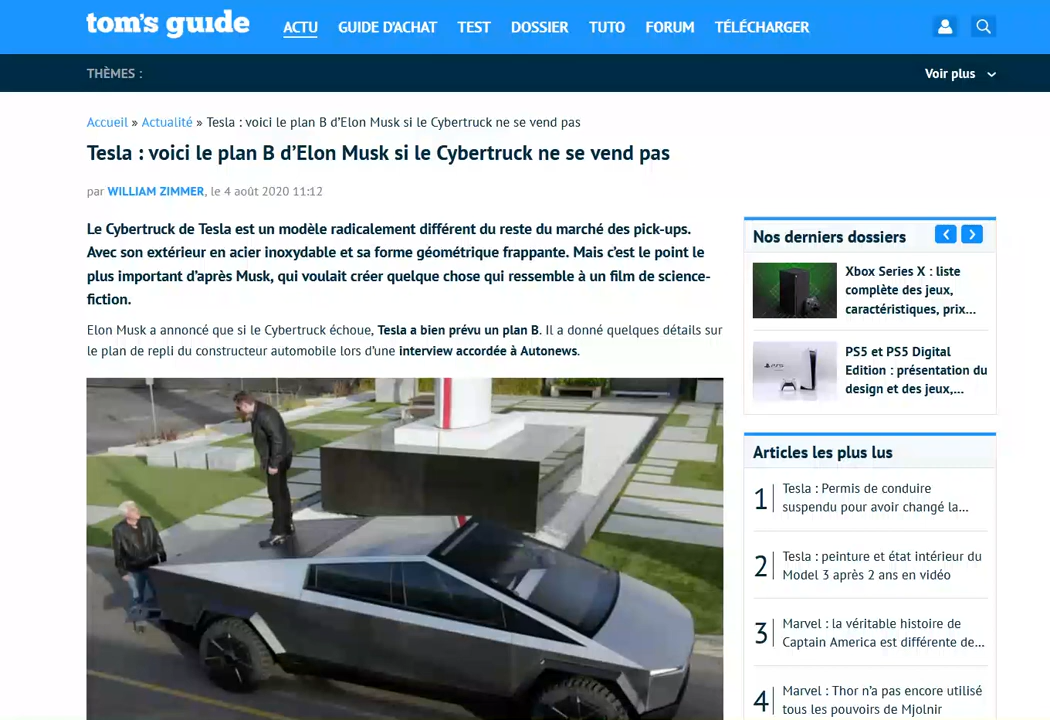 tom's guide
ACTU
GUIDE D'ACHAT
TEST
DOSSIER
TUTO
FORUM
TÉLÉCHARGER
THÈMES :
Voir plus
Accueil » Actualité » Tesla : voici le plan B d'Elon Musk si le Cybertruck ne se vend pas
Tesla : voici le plan B d'Elon Musk si le Cybertruck ne se vend pas
par WILLIAM ZIMMER, le 4 août 2020 11:12
Le Cybertruck de Tesla est un modèle radicalement différent du reste du marché des pick-ups.
Avec son extérieur en acier inoxydable et sa forme géométrique frappante. Mais c'est le point le
plus important d'après Musk, qui voulait créer quelque chose qui ressemble à un film de science-
fiction.
Elon Musk a annoncé que si le Cybertruck échoue, Tesla a bien prévu un plan B. Il a donné quelques détails sur
le plan de repli du constructeur automobile lors d'une interview accordée à Autonews.
Nos derniers dossiers
Xbox Series X : liste
complète des jeux,
caractéristiques, prix...
PS5 et PS5 Digital
Edition : présentation du
design et des jeux,...
Articles les plus lus
1 Tesla : Permis de conduire
suspendu pour avoir changé la...
2 Tesla : peinture et état intérieur du
Model 3 après 2 ans en vidéo
3 Marvel : la véritable histoire de
Captain America est différente de...
4 Marvel : Thor n'a pas encore utilisé
tous les pouvoirs de Mjolnir